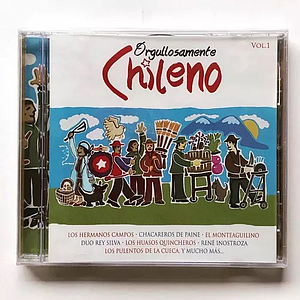 Orgullosamente
Chileno
VOL.1
LOS HERMANOS CAMPOS · CHACAREROS DE PAINE · EL MONTEAGUILINO
DUO REY SILVA · LOS HUASOS QUINCHEROS · RENÉ INOSTROZA
LOS PULENTOS DE LA CUECA, Y MUCHO MÁS...